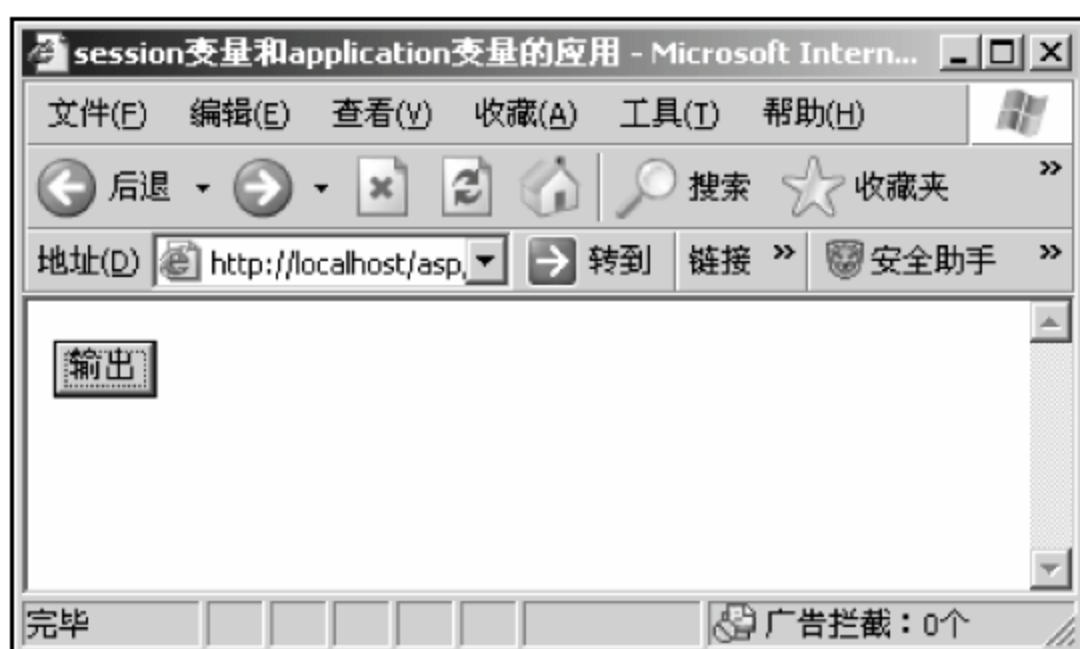 session变量和application变量的应用 - Microsoft Intern...
文件(F) 编辑(E) 查看(V) 收藏(A) 工具(T) 帮助(H)
后退 搜索 收藏夹 »
地址(D) http://localhost/asp, 转到 链接 » 安全助手 »
输出
完毕 广告拦截：0个